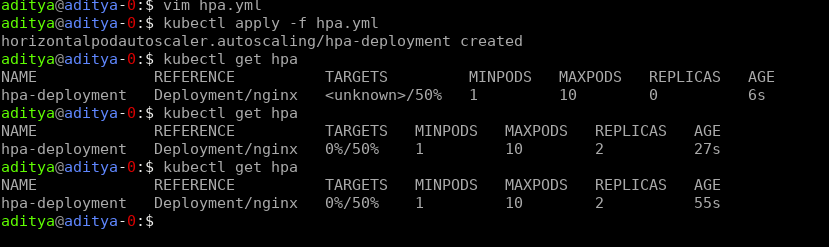 aditya@aditya-0:$ vim hpa.yml
aditya@aditya-0:$ kubectl apply -f hpa.yml
horizontalpodautoscaler.autoscaling/hpa-deployment created
aditya@aditya-0:$ kubectl get hpa
NAME             REFERENCE          TARGETS         MINPODS   MAXPODS   REPLICAS   AGE
hpa-deployment   Deployment/nginx   <unknown>/50%   1         10        0          6s
aditya@aditya-0:$ kubectl get hpa
NAME             REFERENCE          TARGETS   MINPODS   MAXPODS   REPLICAS   AGE
hpa-deployment   Deployment/nginx   0%/50%    1         10        2          27s
aditya@aditya-0:$ kubectl get hpa
NAME             REFERENCE          TARGETS   MINPODS   MAXPODS   REPLICAS   AGE
hpa-deployment   Deployment/nginx   0%/50%    1         10        2          55s
aditya@aditya-0:$